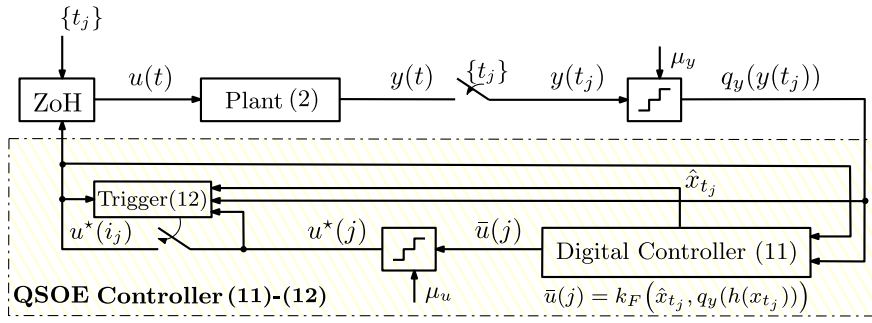 {t_j}
u(t)
y(t)
{t_j}
y(t_j)
μ_y
q_y(y(t_j))
ZoH
Plant (2)
x̂_{t_j}
Trigger(12)
u*(i_j)
u*(j)
ū(j)
Digital Controller (11)
QSOE Controller (11)-(12)
μ_u
ū(j) = k_F(x̂_{t_j}, q_y(h(x_{t_j})))